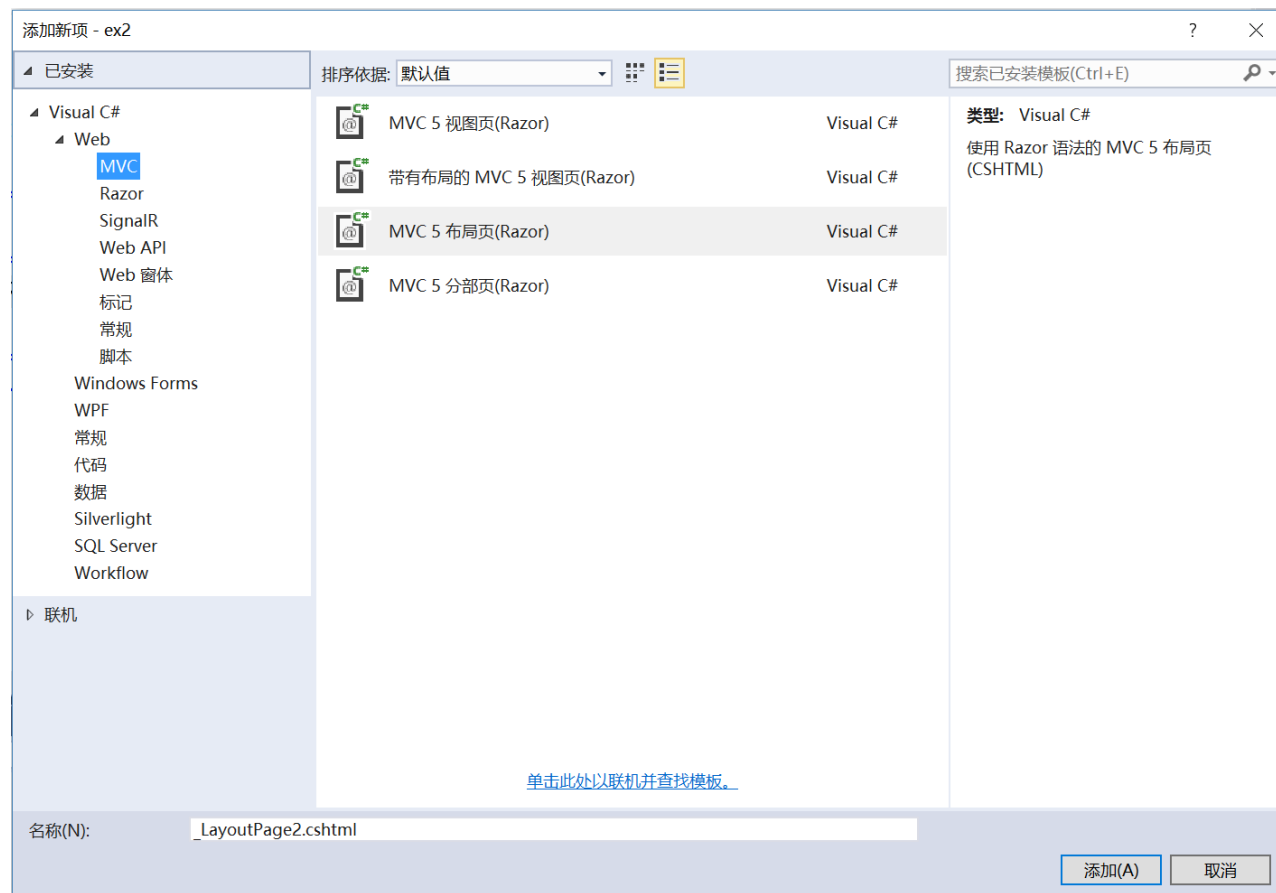 添加新项 - ex2
?
已安装
排序依据: 默认值
搜索已安装模板(Ctrl+E)
Visual C#
Web
MVC
Razor
SignalR
Web API
Web 窗体
标记
常规
脚本
Windows Forms
WPF
常规
代码
数据
Silverlight
SQL Server
Workflow
联机
C# @ MVC 5 视图页(Razor) Visual C#
C# @ 带有布局的 MVC 5 视图页(Razor) Visual C#
C# @ MVC 5 布局页(Razor) Visual C#
C# @ MVC 5 分部页(Razor) Visual C#
单击此处以联机并查找模板。
类型: Visual C#
使用 Razor 语法的 MVC 5 布局页
(CSHTML)
名称(N): _LayoutPage2.cshtml
添加(A) 取消